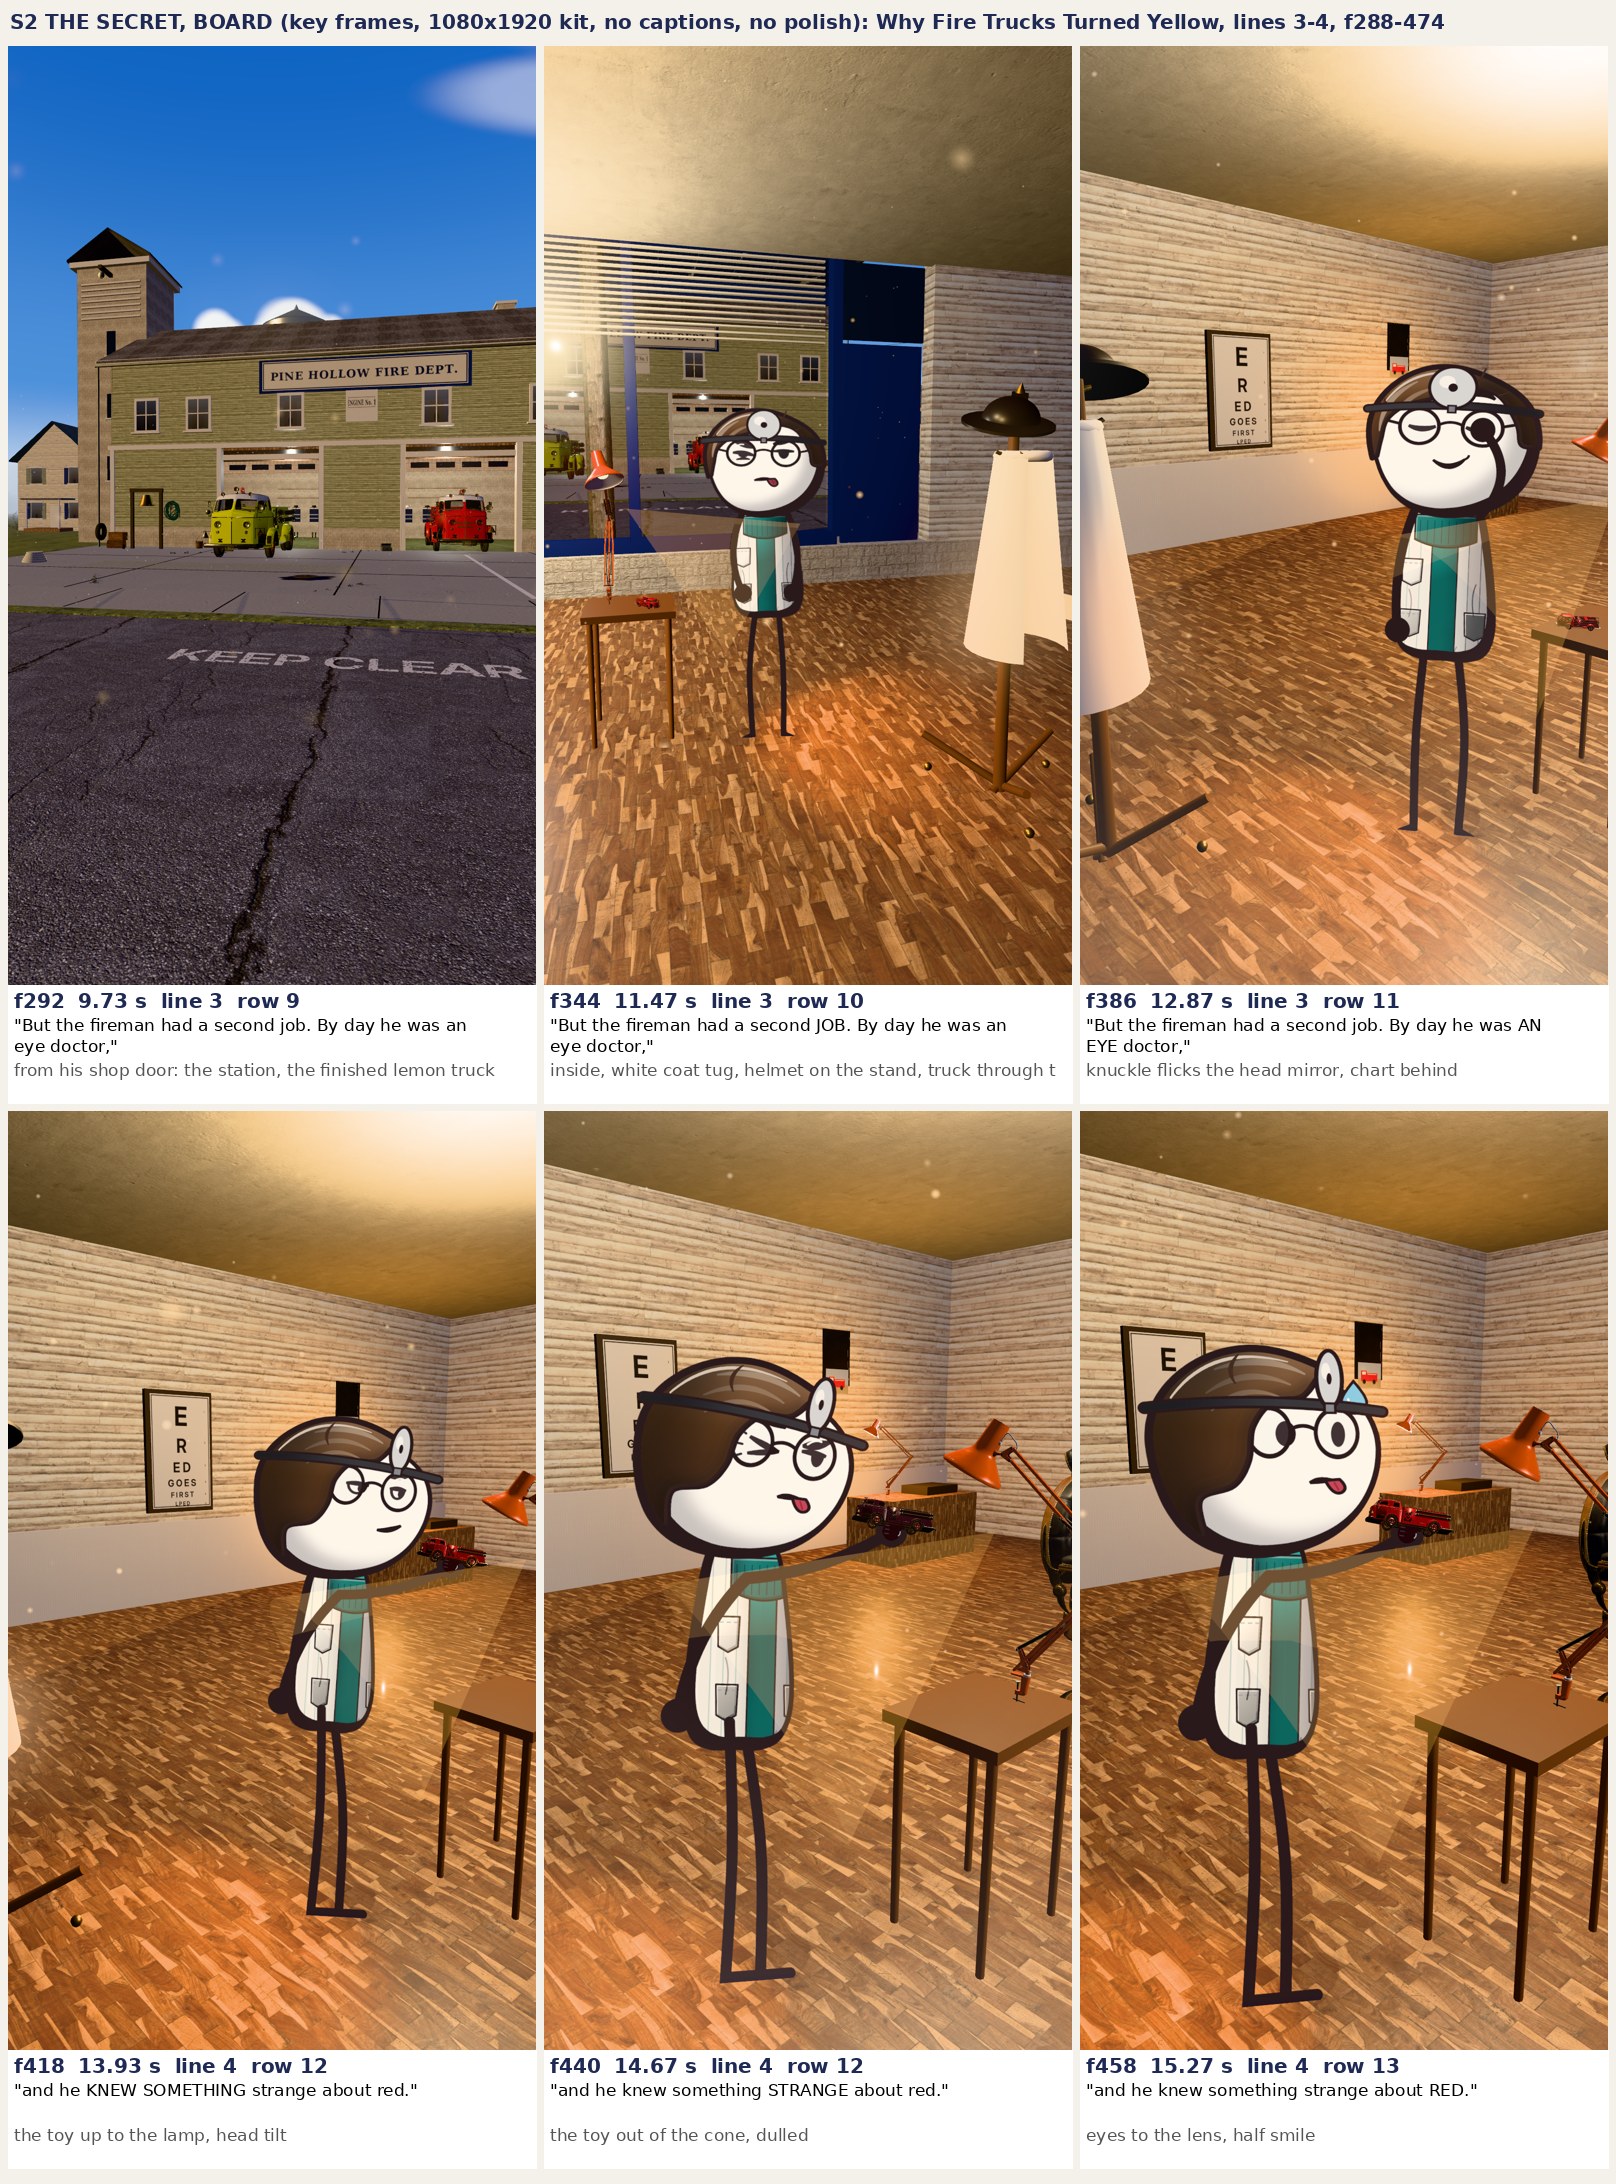 S2 THE SECRET, BOARD (key frames, 1080x1920 kit, no captions, no polish): Why Fire Trucks Turned Yellow, lines 3-4, f288-474
PINE HOLLOW FIRE DEPT.
ENGINE No. 1
KEEP CLEAR
FIRE DEPT.
E
R
ED
GOES
FIRST
LPED
f292 9.73 s line 3 row 9
"But the fireman had a second job. By day he was an
eye doctor,"
from his shop door: the station, the finished lemon truck
f344 11.47 s line 3 row 10
"But the fireman had a second JOB. By day he was an
eye doctor,"
inside, white coat tug, helmet on the stand, truck through t
f386 12.87 s line 3 row 11
"But the fireman had a second job. By day he was AN
EYE doctor,"
knuckle flicks the head mirror, chart behind
E
R
ED
GOES
FIRST
LPED
E
E
f418 13.93 s line 4 row 12
"and he KNEW SOMETHING strange about red."
the toy up to the lamp, head tilt
f440 14.67 s line 4 row 12
"and he knew something STRANGE about red."
the toy out of the cone, dulled
f458 15.27 s line 4 row 13
"and he knew something strange about RED."
eyes to the lens, half smile